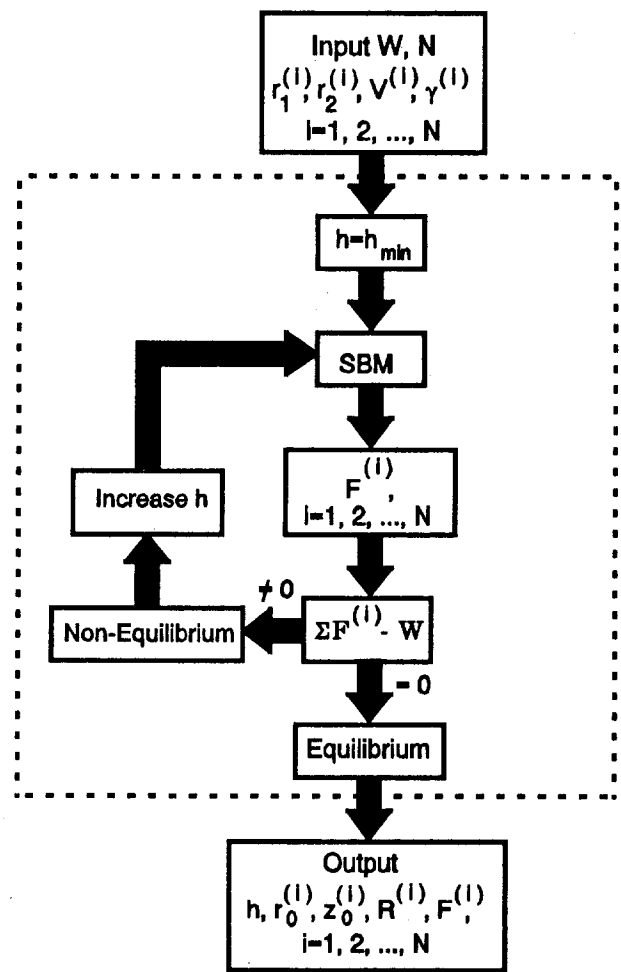 Input W, N
r₁⁽ⁱ⁾, r₂⁽ⁱ⁾, V⁽ⁱ⁾, γ⁽ⁱ⁾
i=1, 2, ..., N
h=h_min
SBM
F⁽ⁱ⁾,
i=1, 2, ..., N
Increase h
≠ 0
Non-Equilibrium
ΣF⁽ⁱ⁾- W
= 0
Equilibrium
Output
h, r₀⁽ⁱ⁾, z₀⁽ⁱ⁾, R⁽ⁱ⁾, F⁽ⁱ⁾,
i=1, 2, ..., N